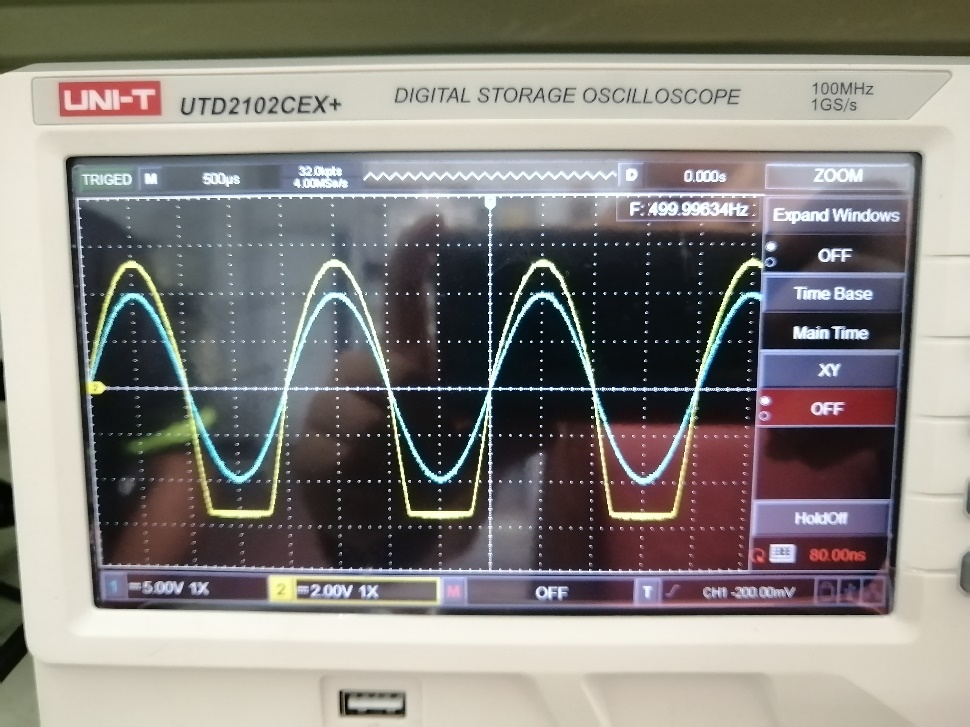 UNI-T UTD2102CEX+ DIGITAL STORAGE OSCILLOSCOPE 100MHz
1GS/s
TRIGED M 500μs 32.0kpts D 0.000s ZOOM
4.00MSa/s
F: 499.99634Hz
Expand Windows
OFF
Time Base
Main Time
XY
OFF
2
HoldOff
80.00ns
1 5.00V 1X 2 2.00V 1X M OFF T CH1 -200.00mV